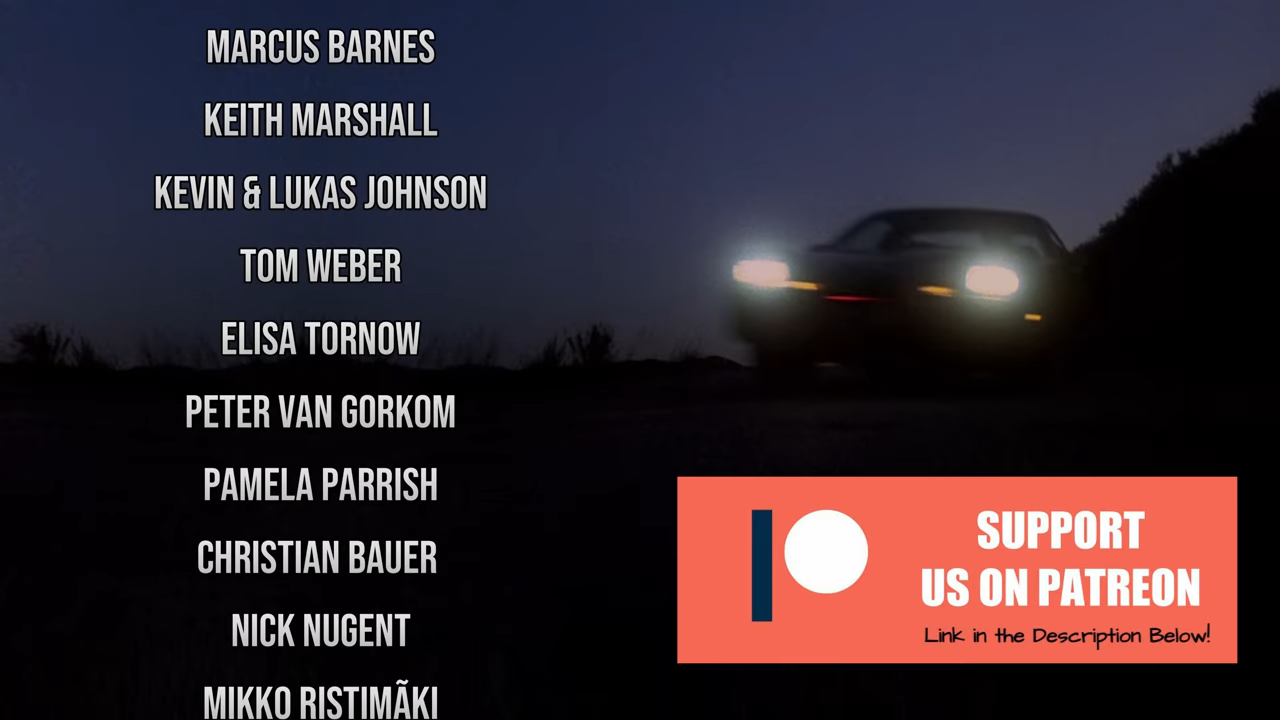 MARCUS BARNES
KEITH MARSHALL
KEVIN & LUKAS JOHNSON
TOM WEBER
ELISA TORNOW
PETER VAN GORKOM
PAMELA PARRISH
CHRISTIAN BAUER
NICK NUGENT
MIKKO RISTIMÃKI
SUPPORT
US ON PATREON
Link in the Description Below!